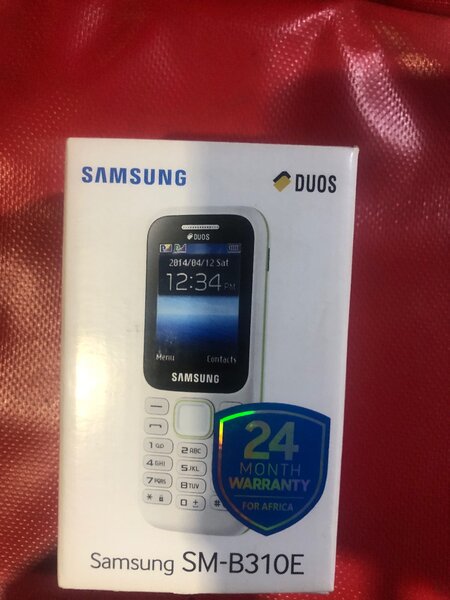 SAMSUNG
DUOS
DUOS
2014/04/12 Sat
12:34 PM
Menu
Contacts
SAMSUNG
1
2 ABC
4 GHI
5 JKL
7 PQRS
8 TUV
*
0 +
#
24
MONTH
WARRANTY
FOR AFRICA
Samsung SM-B310E